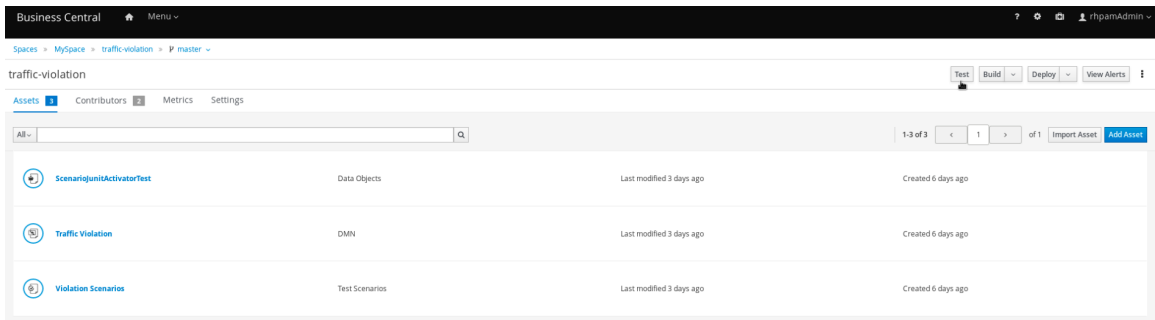 Business Central Menu ? rhpamAdmin
Spaces » MySpace » traffic-violation » master
traffic-violation Test Build Deploy View Alerts
Assets 3 Contributors 2 Metrics Settings
All 1-3 of 3 < 1 > of 1 Import Asset Add Asset
ScenarioJunitActivatorTest Data Objects Last modified 3 days ago Created 6 days ago
Traffic Violation DMN Last modified 3 days ago Created 6 days ago
Violation Scenarios Test Scenarios Last modified 3 days ago Created 6 days ago